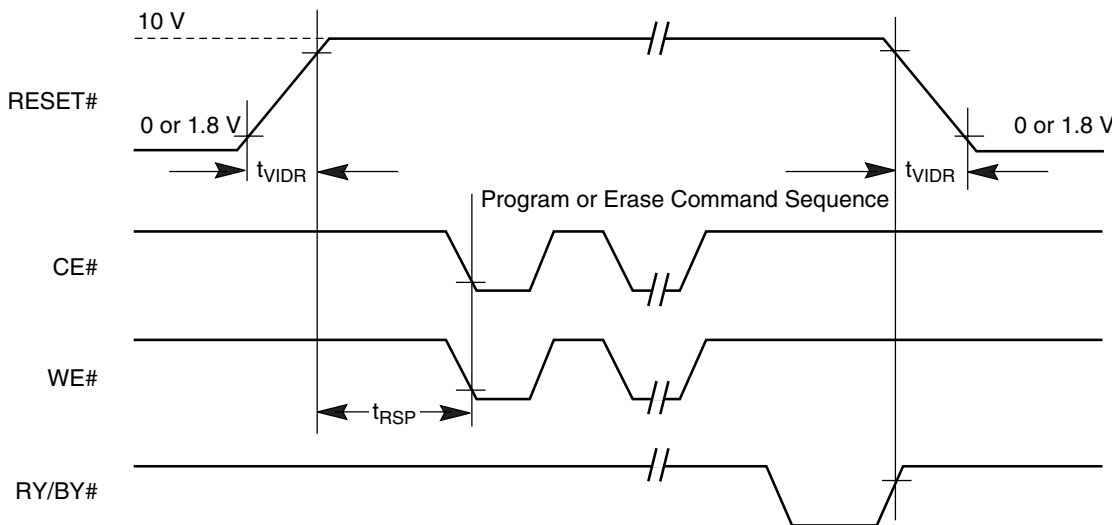 10 V
RESET#
0 or 1.8 V
0 or 1.8 V
tVIDR
tVIDR
Program or Erase Command Sequence
CE#
WE#
tRSP
RY/BY#